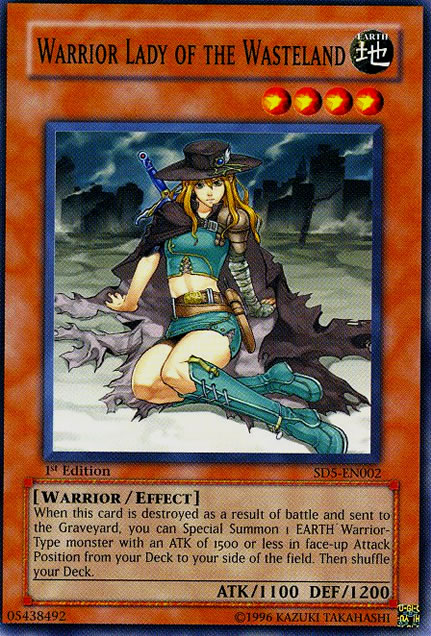 WARRIOR LADY OF THE WASTELAND
EARTH
地
1st Edition
SD5-EN002
[WARRIOR/EFFECT]
When this card is destroyed as a result of battle and sent to
the Graveyard, you can Special Summon 1 EARTH Warrior-
Type monster with an ATK of 1500 or less in face-up Attack
Position from your Deck to your side of the field. Then shuffle
your Deck.
ATK/1100 DEF/1200
05438492
©1996 KAZUKI TAKAHASHI